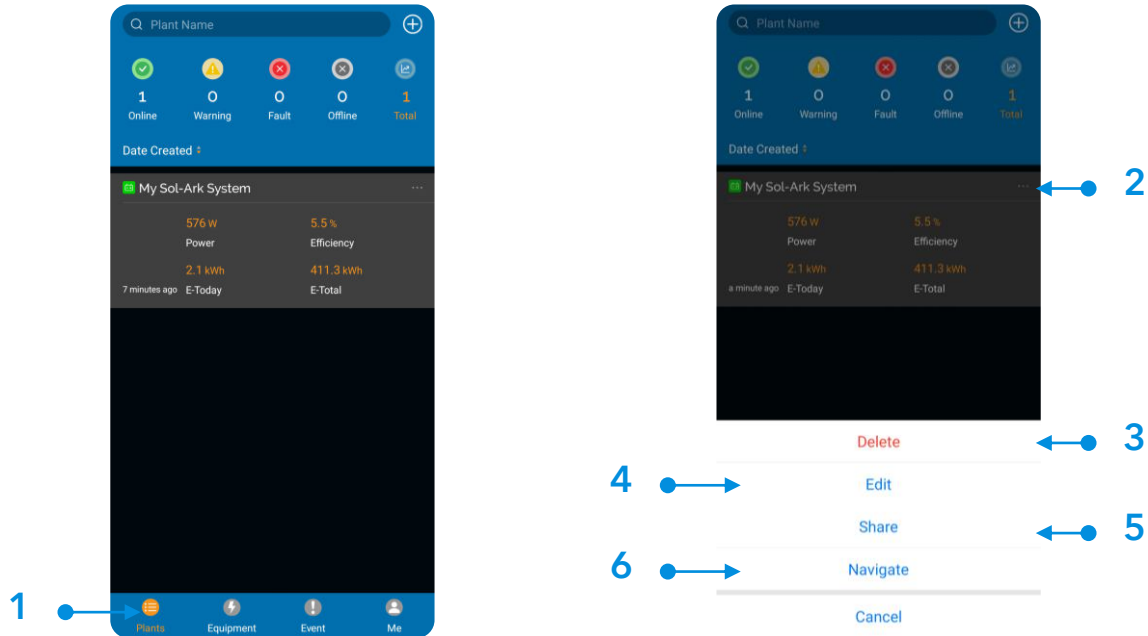 Plant Name
1 0 0 0 1
Online Warning Fault Offline Total
Date Created
My Sol-Ark System ...
576 W 5.5 %
Power Efficiency
2.1 kWh 411.3 kWh
7 minutes ago E-Today E-Total
1
Plants Equipment Event Me
Plant Name
1 0 0 0 1
Online Warning Fault Offline Total
Date Created
My Sol-Ark System ...
2
576 W 5.5 %
Power Efficiency
2.1 kWh 411.3 kWh
a minute ago E-Today E-Total
Delete
3
4
Edit
Share
5
6
Navigate
Cancel